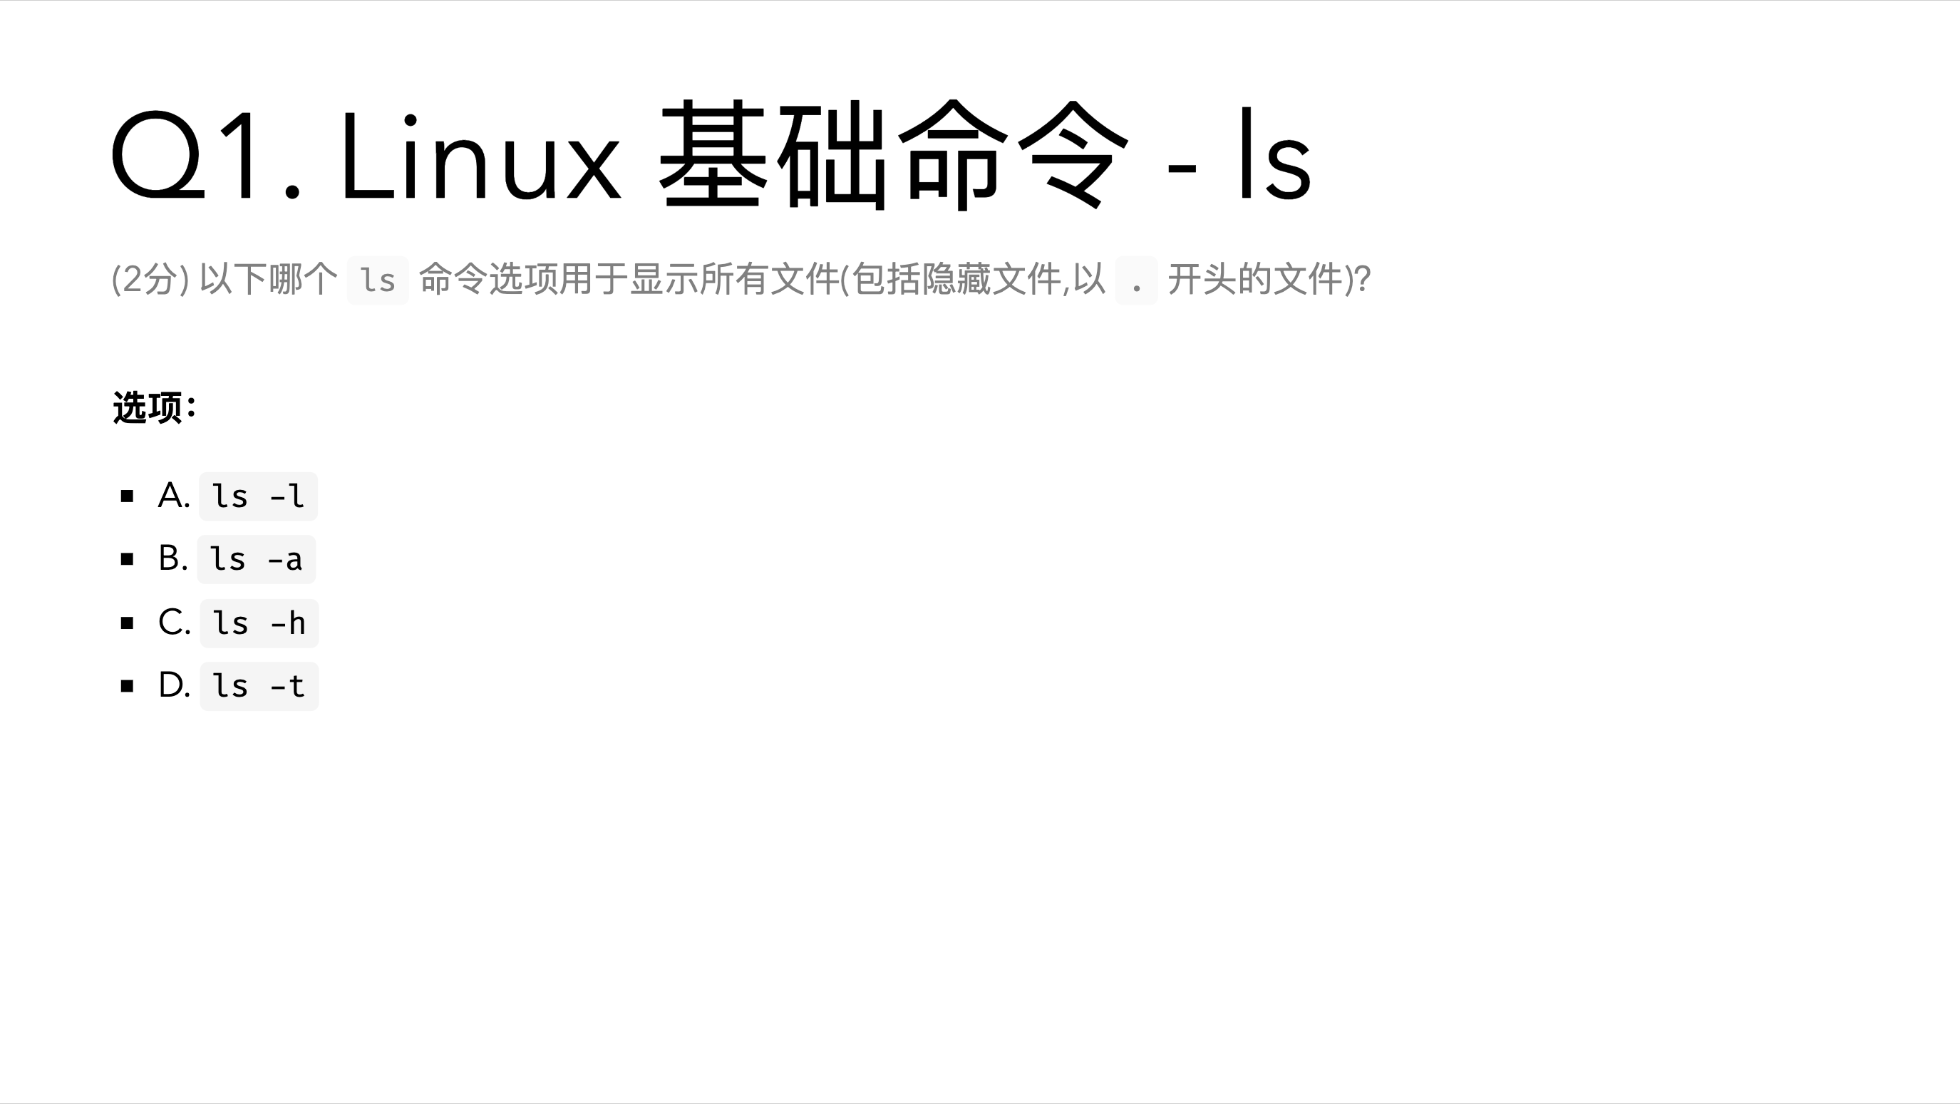 Q1. Linux 基础命令 - ls
(2分) 以下哪个 ls 命令选项用于显示所有文件(包括隐藏文件,以 . 开头的文件)?
选项:
▪ A. ls -l
▪ B. ls -a
▪ C. ls -h
▪ D. ls -t